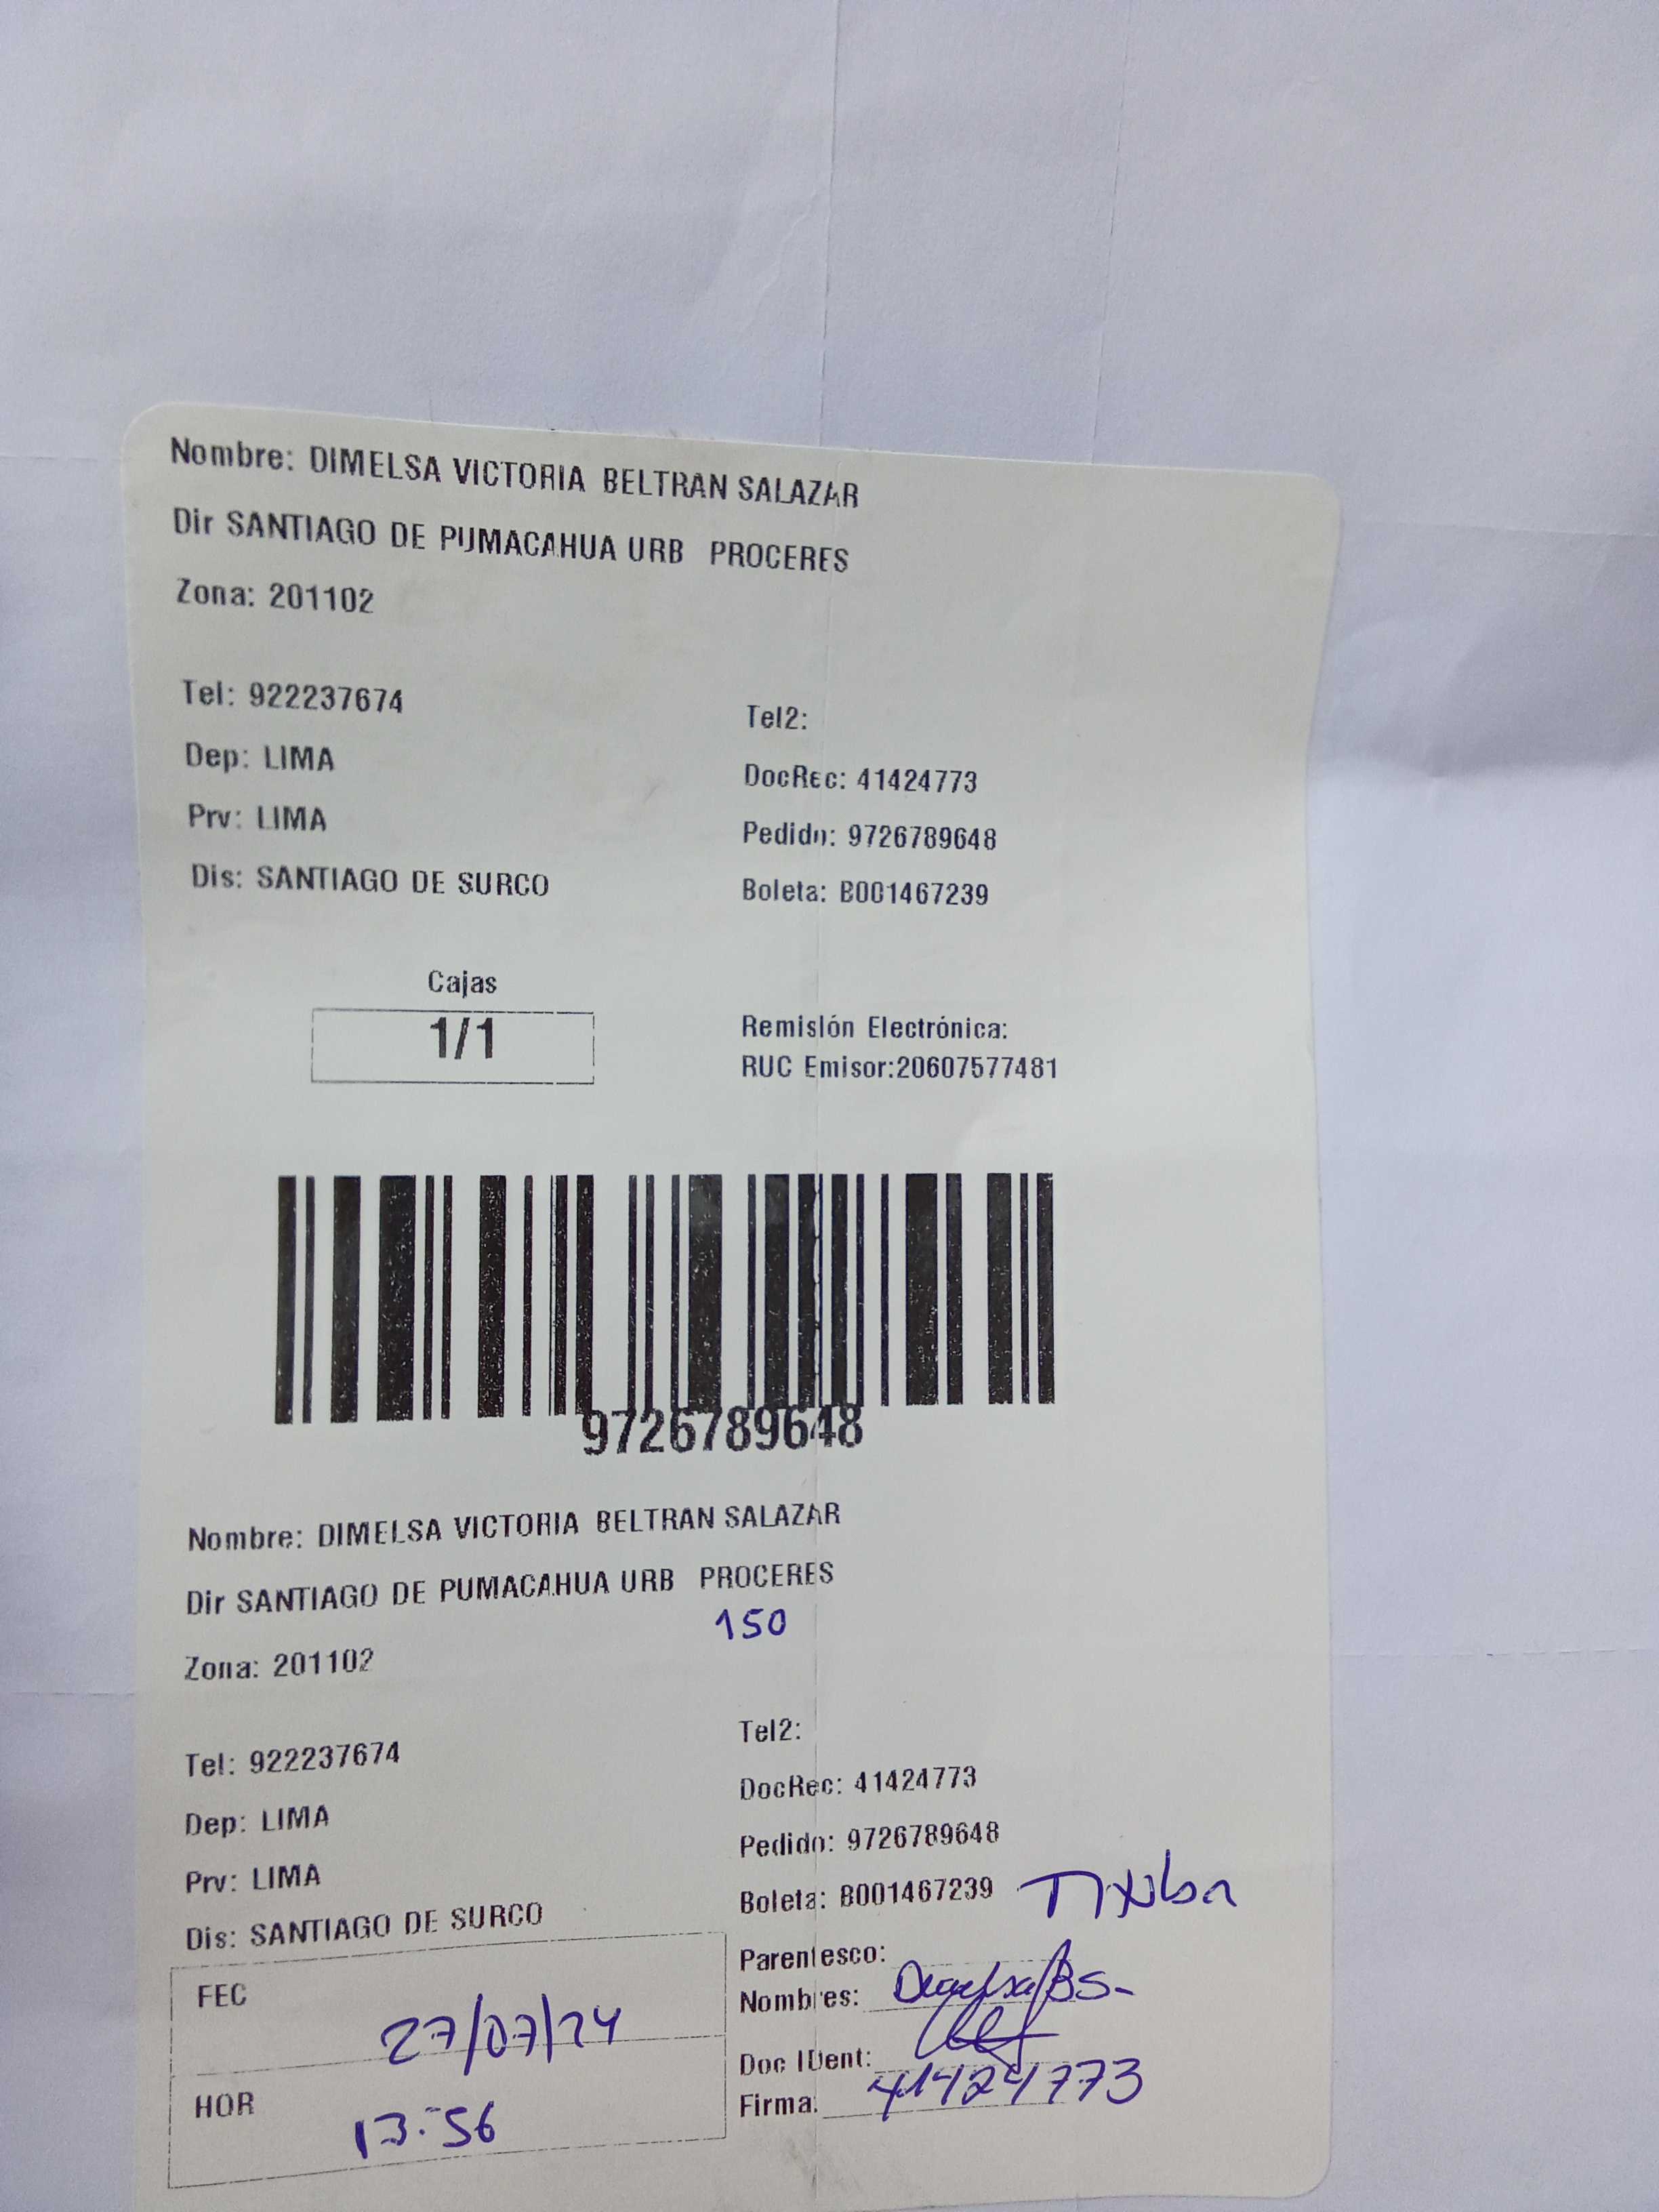 Nombre: DIMELSA VICTORIA BELTRAN SALAZAR
Dir SANTIAGO DE PUMACAHUA URB PROCERES
Zona: 201102
Tel: 922237674
Tel2:
Dep: LIMA
DocRec: 41424773
Prv: LIMA
Pedido: 9726789648
Dis: SANTIAGO DE SURCO
Boleta: B001467239
Cajas
1/1
Remisión Electrónica:
RUC Emisor:20607577481
9726789648
Nombre: DIMELSA VICTORIA BELTRAN SALAZAR
Dir SANTIAGO DE PUMACAHUA URB PROCERES
150
Zona: 201102
Tel: 922237674
Tel2:
Dep: LIMA
DocRec: 41424773
Prv: LIMA
Pedido: 9726789648
Dis: SANTIAGO DE SURCO
Boleta: B001467239
FEC
27/07/24
HOR
13:56
Parentesco:
Nombres:
Doc IDent:
Firma: 41424773